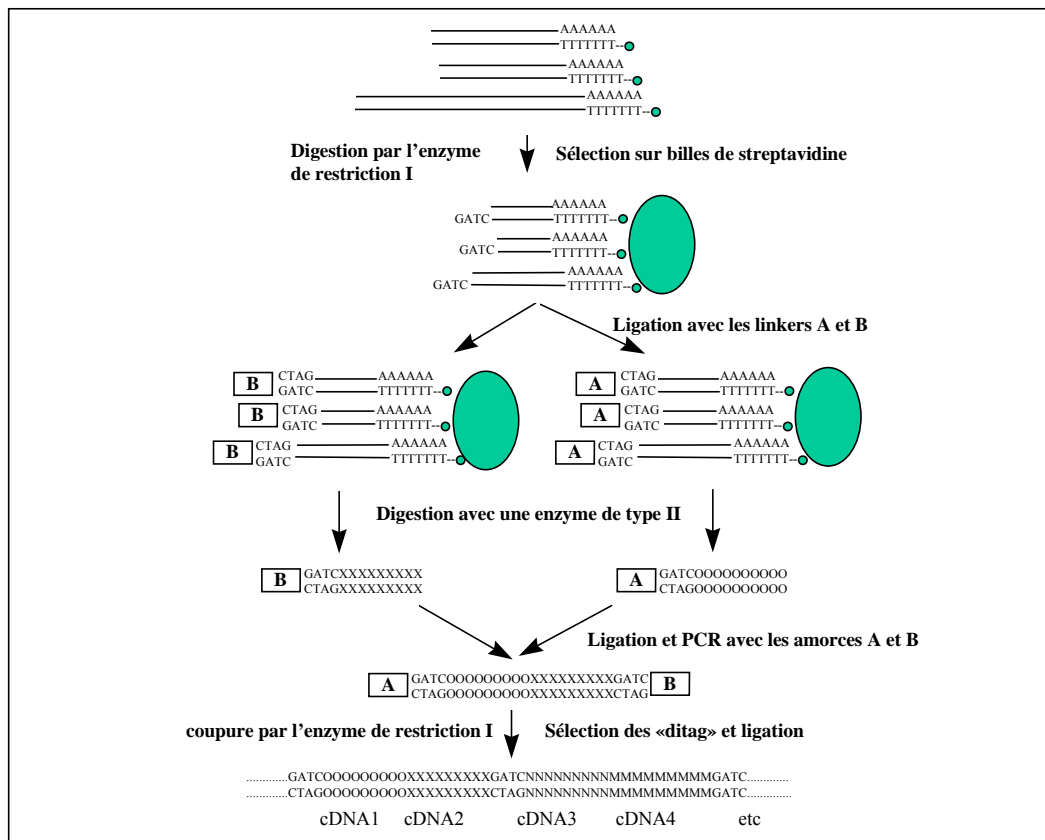 AAAAAA
TTTTTTT--
AAAAAA
TTTTTTT--
AAAAAA
TTTTTTT--
Digestion par l'enzyme
de restriction I
Sélection sur billes de streptavidine
AAAAAA
GATC TTTTTTT--
AAAAAA
GATC TTTTTTT--
AAAAAA
GATC TTTTTTT--
Ligation avec les linkers A et B
B CTAG AAAAAA
GATC TTTTTTT--
B CTAG AAAAAA
GATC TTTTTTT--
B CTAG AAAAAA
GATC TTTTTTT--
A CTAG AAAAAA
GATC TTTTTTT--
A CTAG AAAAAA
GATC TTTTTTT--
A CTAG AAAAAA
GATC TTTTTTT--
Digestion avec une enzyme de type II
B GATCXXXXXXXXX
CTAGXXXXXXXXX
A GATCOOOOOOOOOO
CTAGOOOOOOOOOO
Ligation et PCR avec les amorces A et B
A GATCOOOOOOOOOXXXXXXXXXGATC B
CTAGOOOOOOOOOXXXXXXXXXCTAG
coupure par l'enzyme de restriction I
Sélection des «ditag» et ligation
.............GATCOOOOOOOOOXXXXXXXXXGATCNNNNNNNNNMMMMMMMMMGATC.............
.............CTAGOOOOOOOOOXXXXXXXXXCTAGNNNNNNNNNMMMMMMMMMGATC.............
cDNA1 cDNA2 cDNA3 cDNA4 etc